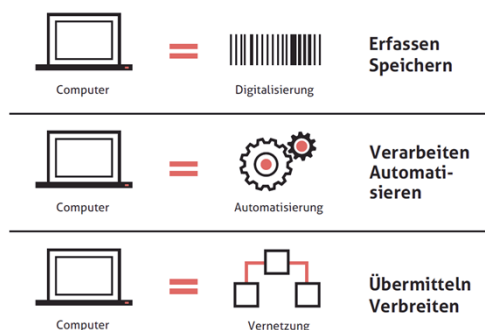 Computer
=
Digitalisierung
Erfassen
Speichern
Computer
=
Automatisierung
Verarbeiten
Automati-
sieren
Computer
=
Vernetzung
Übermitteln
Verbreiten